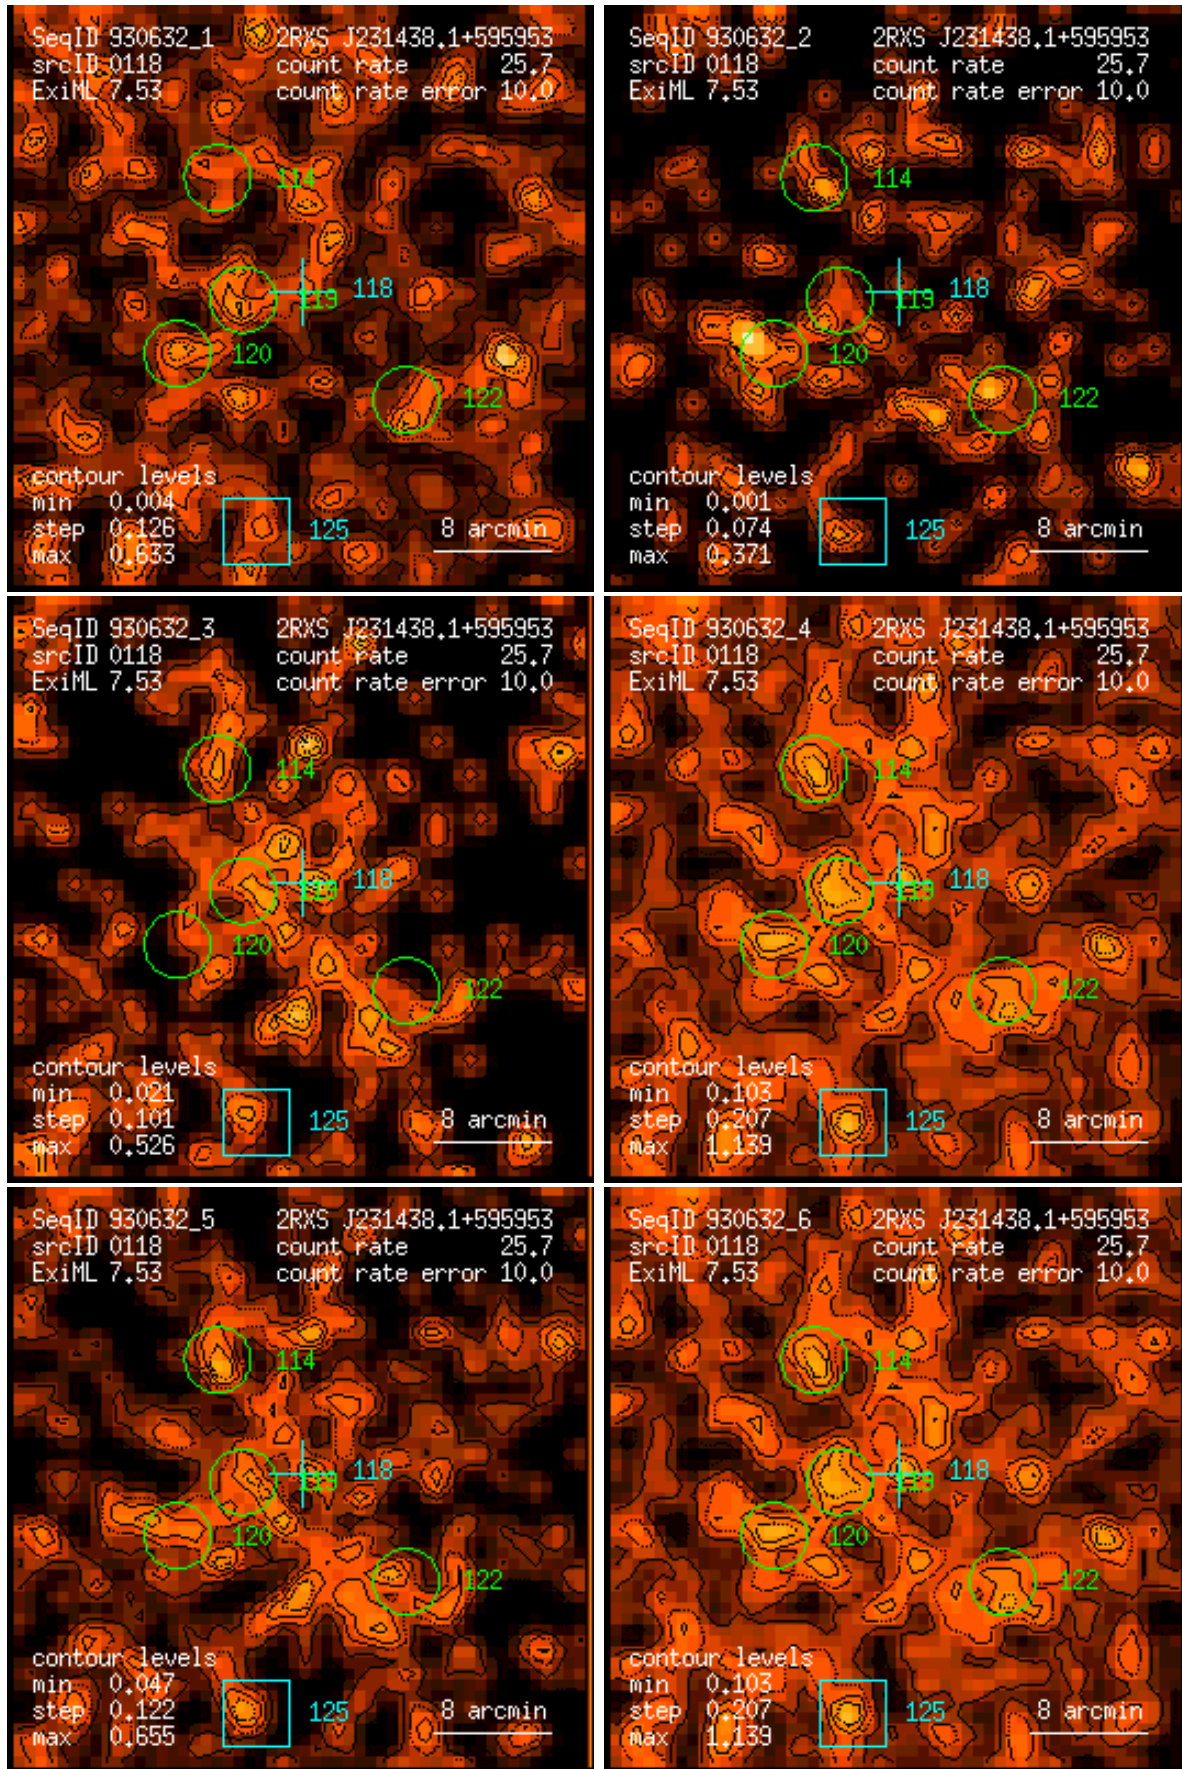 SeqID 930632_1 2RXS J231438.1+595953
srcID 0118 count rate 25.7
ExiML 7.53 count rate error 10.0
114
119 118
120
122
contour levels
min 0.004
step 0.126
max 0.633
125
8 arcmin
SeqID 930632_2 2RXS J231438.1+595953
srcID 0118 count rate 25.7
ExiML 7.53 count rate error 10.0
114
119 118
120
122
contour levels
min 0.001
step 0.074
max 0.371
125
8 arcmin
SeqID 930632_3 2RXS J231438.1+595953
srcID 0118 count rate 25.7
ExiML 7.53 count rate error 10.0
114
119 118
120
122
contour levels
min 0.021
step 0.101
max 0.526
125
8 arcmin
SeqID 930632_4 2RXS J231438.1+595953
srcID 0118 count rate 25.7
ExiML 7.53 count rate error 10.0
114
119 118
120
122
contour levels
min 0.103
step 0.207
max 1.139
125
8 arcmin
SeqID 930632_5 2RXS J231438.1+595953
srcID 0118 count rate 25.7
ExiML 7.53 count rate error 10.0
114
119 118
120
122
contour levels
min 0.047
step 0.122
max 0.655
125
8 arcmin
SeqID 930632_6 2RXS J231438.1+595953
srcID 0118 count rate 25.7
ExiML 7.53 count rate error 10.0
114
119 118
120
122
contour levels
min 0.103
step 0.207
max 1.139
125
8 arcmin